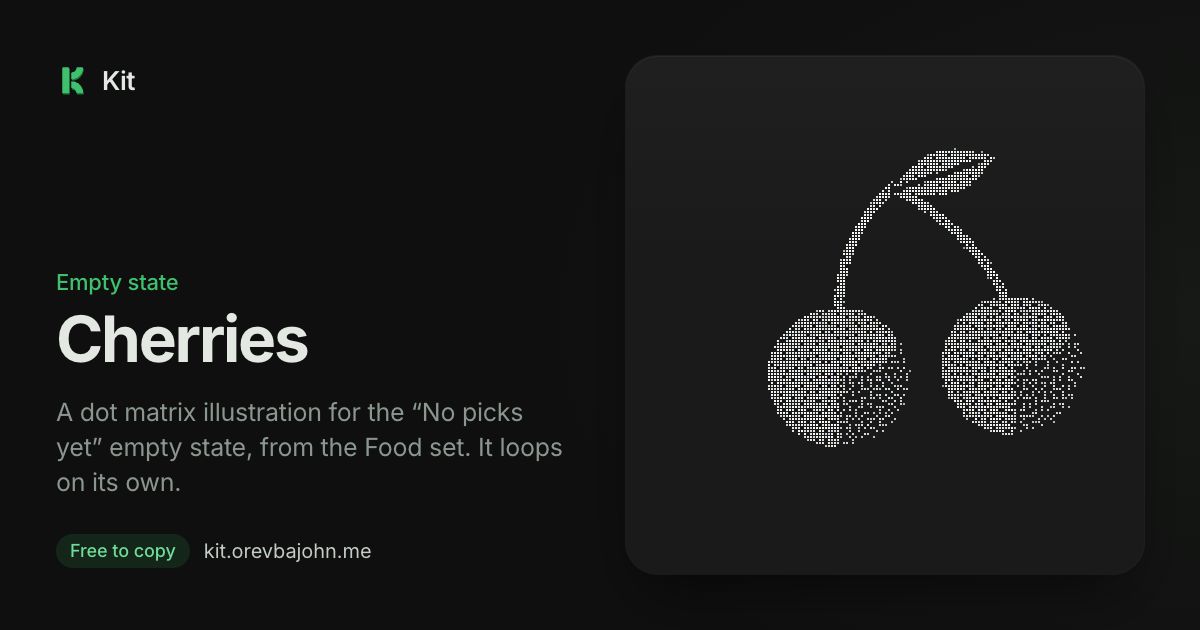 Kit
Empty state
Cherries
A dot matrix illustration for the “No picks
yet” empty state, from the Food set. It loops
on its own.
Free to copy
kit.orevbajohn.me